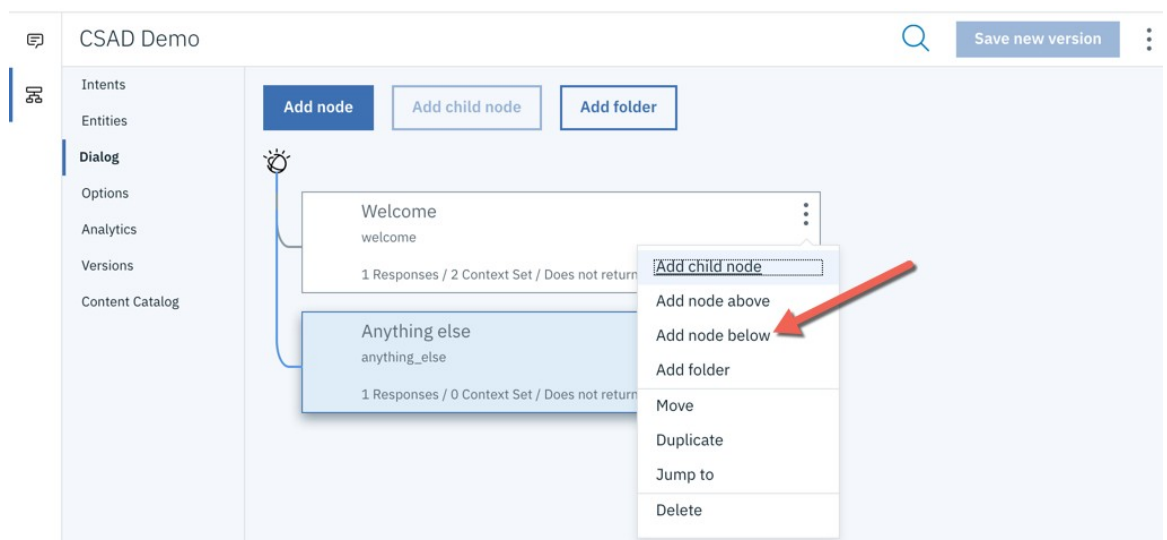 CSAD Demo
Save new version
Intents
Entities
Dialog
Options
Analytics
Versions
Content Catalog
Add node
Add child node
Add folder
Welcome
welcome
1 Responses / 2 Context Set / Does not return
Anything else
anything_else
1 Responses / 0 Context Set / Does not return
Add child node
Add node above
Add node below
Add folder
Move
Duplicate
Jump to
Delete